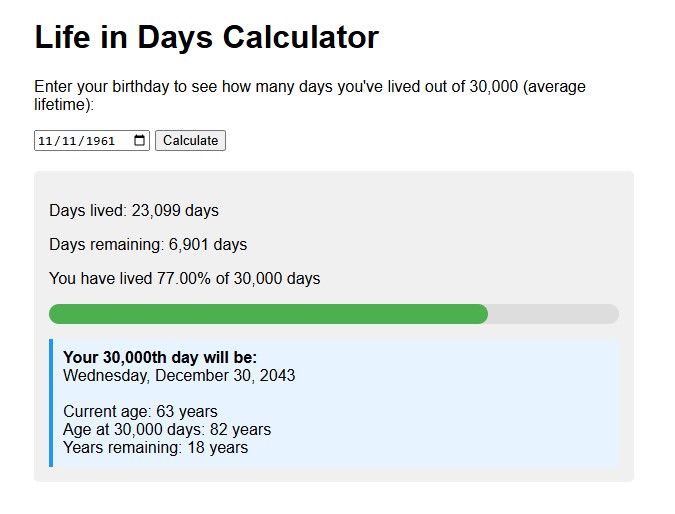 Life in Days Calculator
Enter your birthday to see how many days you've lived out of 30,000 (average
lifetime):
11/11/1961 Calculate
Days lived: 23,099 days
Days remaining: 6,901 days
You have lived 77.00% of 30,000 days
Your 30,000th day will be:
Wednesday, December 30, 2043
Current age: 63 years
Age at 30,000 days: 82 years
Years remaining: 18 years